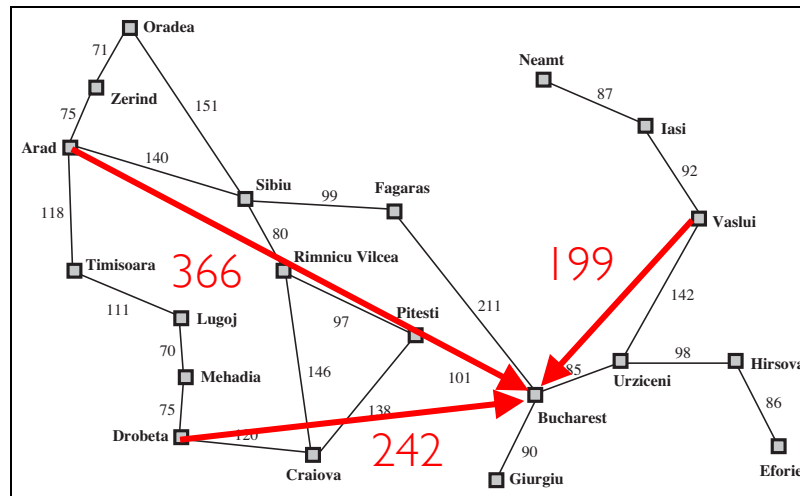 Oradea
71
Neamt
Zerind
87
151
75
Iasi
Arad
140
92
Sibiu
Fagaras
99
118
Vaslui
80
Timisoara
366
Rimnicu Vilcea
199
142
111
Lugoj
97
Pitesti
211
70
98
Hirsova
146
101
85
Mehadia
Urziceni
75
86
138
Bucharest
Drobeta
120
242
90
Craiova
Giurgiu
Eforie